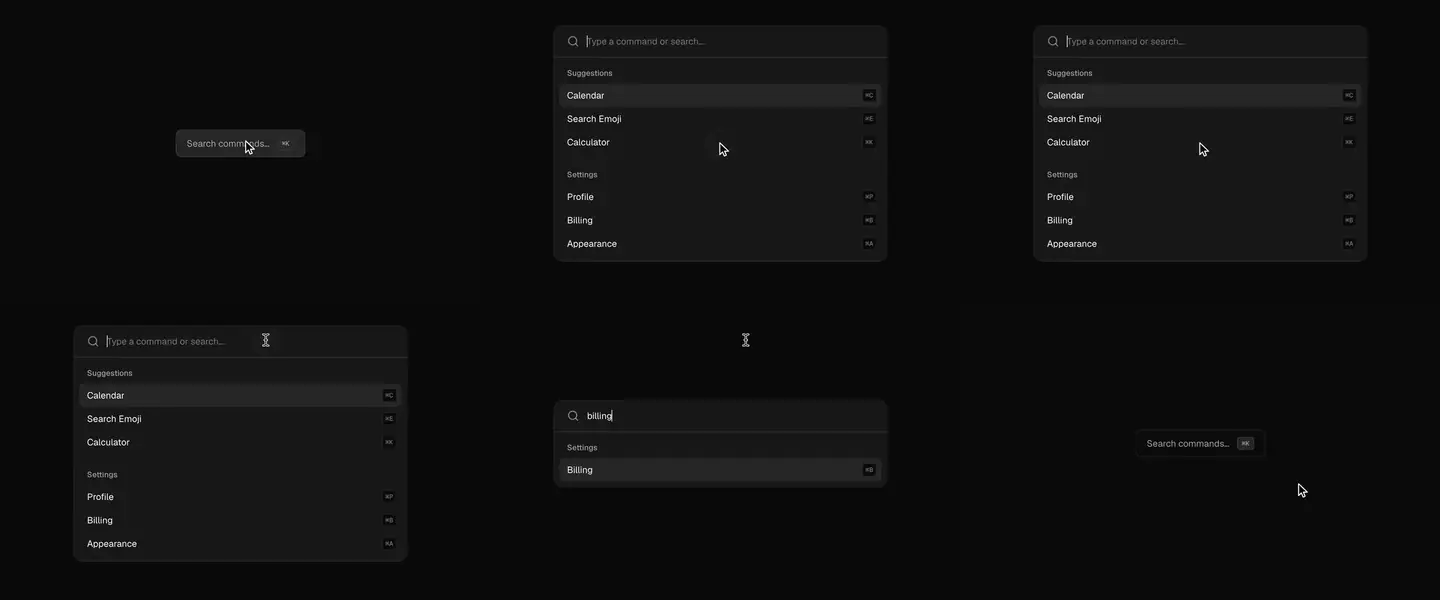 Search commands... ⌘K
Type a command or search...
Suggestions
Calendar ⌘C
Search Emoji ⌘E
Calculator ⌘K
Settings
Profile ⌘P
Billing ⌘B
Appearance ⌘A
Type a command or search...
Suggestions
Calendar ⌘C
Search Emoji ⌘E
Calculator ⌘K
Settings
Profile ⌘P
Billing ⌘B
Appearance ⌘A
Type a command or search...
Suggestions
Calendar ⌘C
Search Emoji ⌘E
Calculator ⌘K
Settings
Profile ⌘P
Billing ⌘B
Appearance ⌘A
billing
Settings
Billing ⌘B
Search commands... ⌘K